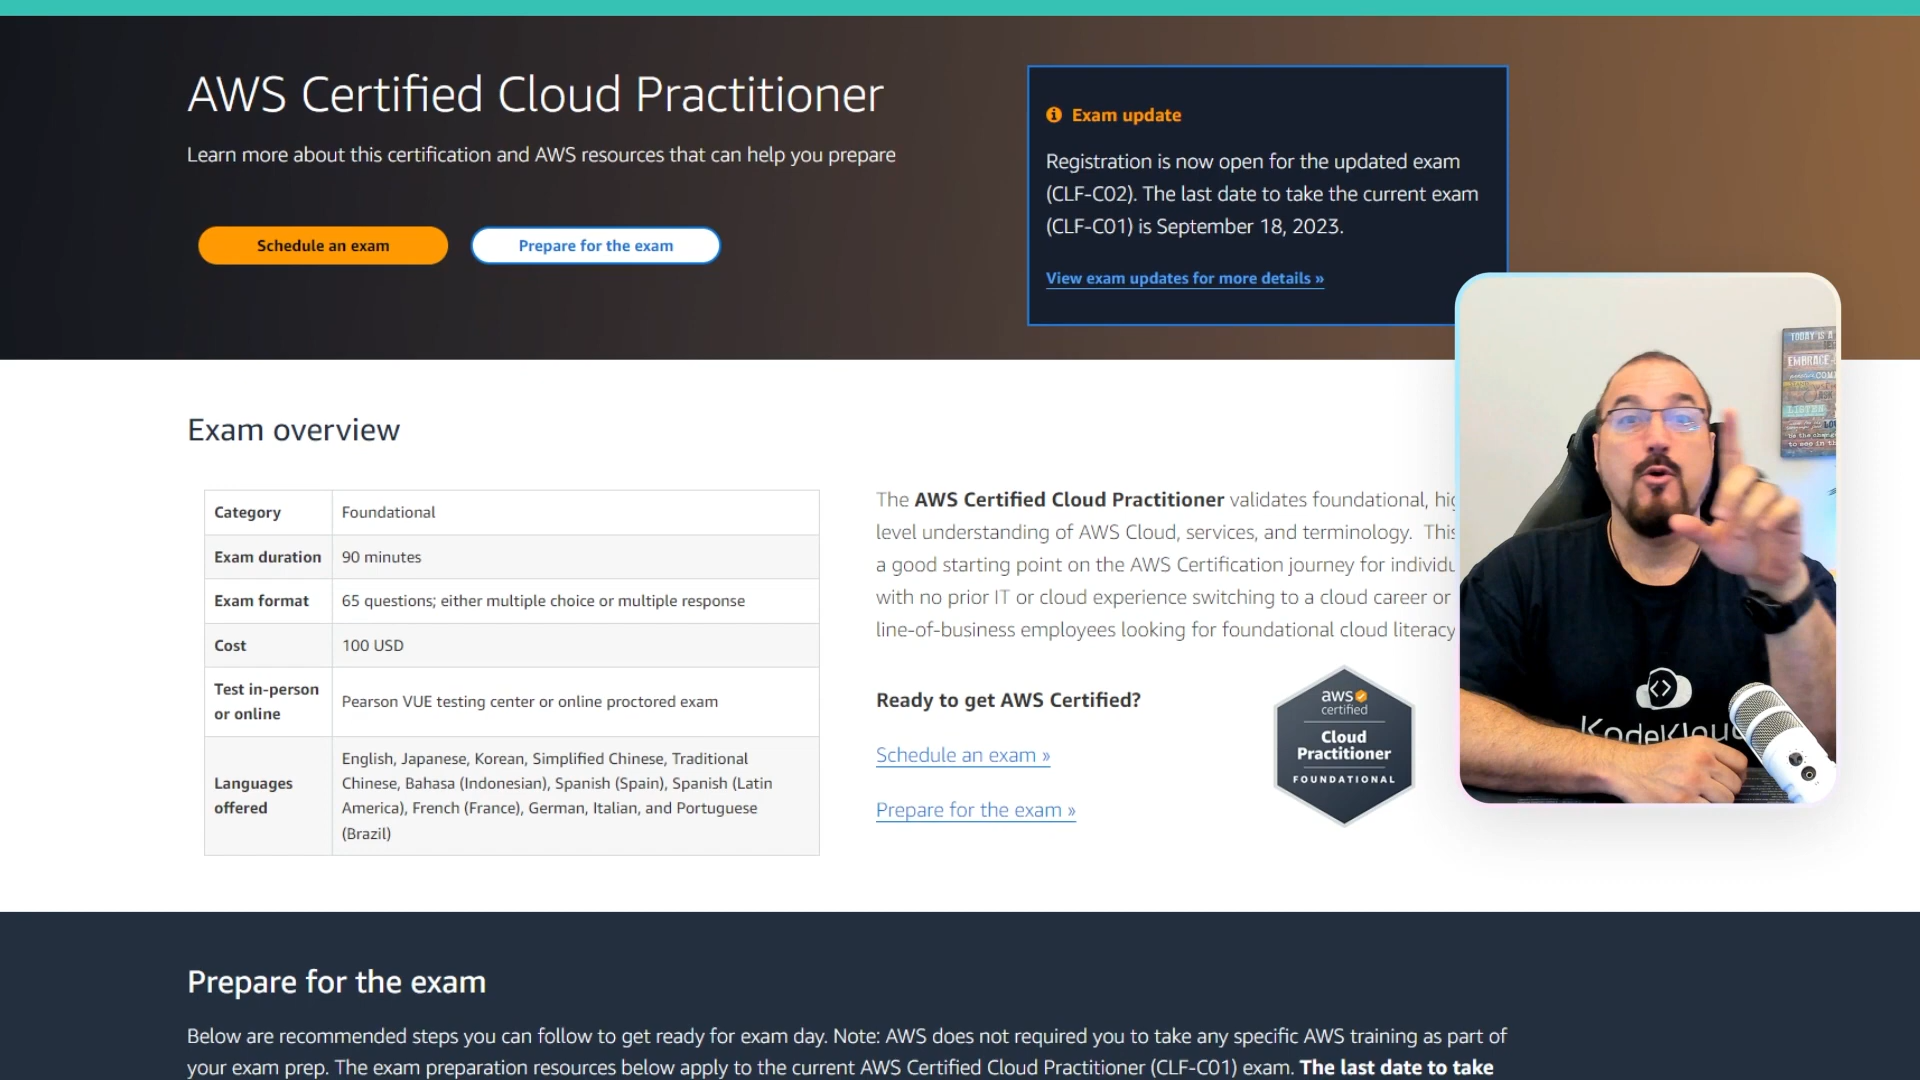 AWS Certified Cloud Practitioner
Learn more about this certification and AWS resources that can help you prepare
Schedule an exam
Prepare for the exam
Exam update
Registration is now open for the updated exam
(CLF-C02). The last date to take the current exam
(CLF-C01) is September 18, 2023.
View exam updates for more details »
Exam overview
Category Foundational
Exam duration 90 minutes
Exam format 65 questions; either multiple choice or multiple response
Cost 100 USD
Test in-person
or online
Pearson VUE testing center or online proctored exam
Languages
offered
English, Japanese, Korean, Simplified Chinese, Traditional
Chinese, Bahasa (Indonesian), Spanish (Spain), Spanish (Latin
America), French (France), German, Italian, and Portuguese
(Brazil)
The AWS Certified Cloud Practitioner validates foundational,
level understanding of AWS Cloud, services, and terminology. This
a good starting point on the AWS Certification journey for
with no prior IT or cloud experience switching to a cloud career or
line-of-business employees looking for foundational cloud literacy
Ready to get AWS Certified?
Schedule an exam »
Prepare for the exam »
aws
certified
Cloud
Practitioner
FOUNDATIONAL
TODAY IS A
EMBRACE
LISTEN
to see in
KodeKloud
Prepare for the exam
Below are recommended steps you can follow to get ready for exam day. Note: AWS does not required you to take any specific AWS training as part of
your exam prep. The exam preparation resources below apply to the current AWS Certified Cloud Practitioner (CLF-C01) exam. The last date to take